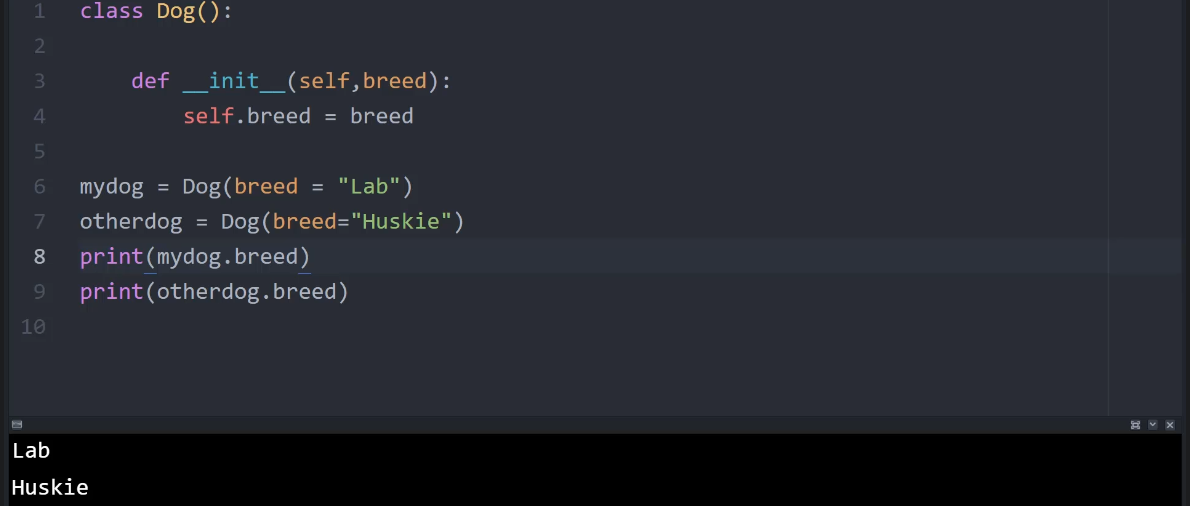 1 class Dog():
2
3     def __init__(self,breed):
4         self.breed = breed
5
6 mydog = Dog(breed = "Lab")
7 otherdog = Dog(breed="Huskie")
8 print(mydog.breed)
9 print(otherdog.breed)
10
Lab
Huskie